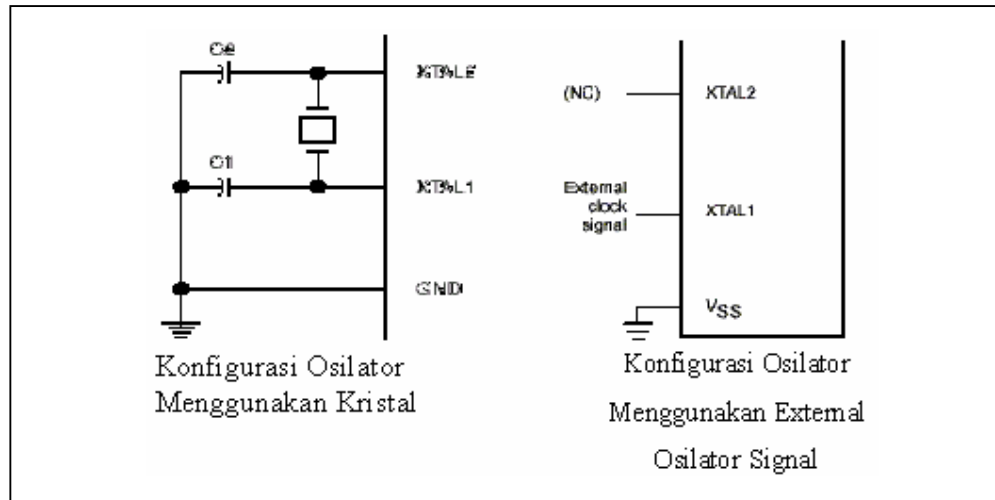 C2
XTAL2
C1
XTAL1
GND
Konfigurasi Osilator
Menggunakan Kristal
(NC)
XTAL2
External
clock
signal
XTAL1
VSS
Konfigurasi Osilator
Menggunakan External
Osilator Signal